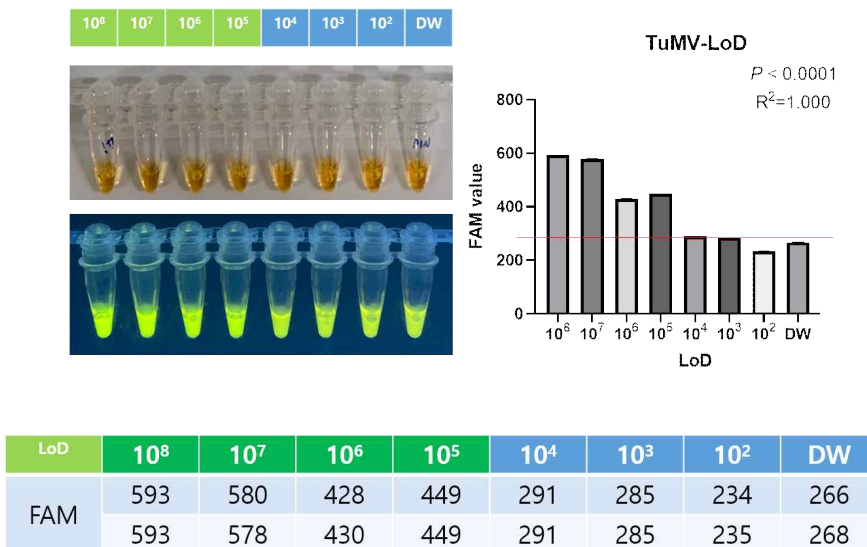 10⁸ 10⁷ 10⁶ 10⁵ 10⁴ 10³ 10² DW
TuMV-LoD
P < 0.0001
R²=1.000
800
600
400
200
0
FAM value
10⁶ 10⁷ 10⁶ 10⁵ 10⁴ 10³ 10² DW
LoD
LoD 10⁸ 10⁷ 10⁶ 10⁵ 10⁴ 10³ 10² DW
FAM 593 580 428 449 291 285 234 266
593 578 430 449 291 285 235 268